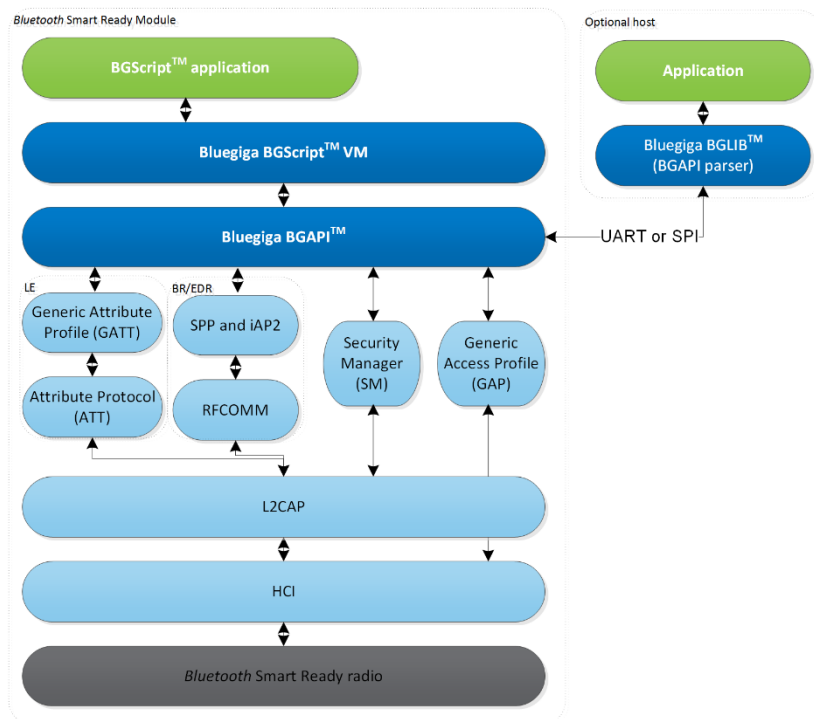 Bluetooth Smart Ready Module
Optional host
BGScript™ application
Application
Bluegiga BGScript™ VM
Bluegiga BGLIB™
(BGAPI parser)
Bluegiga BGAPI™
UART or SPI
LE
BR/EDR
Generic Attribute
Profile (GATT)
SPP and iAP2
Security
Manager
(SM)
Generic
Access Profile
(GAP)
Attribute Protocol
(ATT)
RFCOMM
L2CAP
HCI
Bluetooth Smart Ready radio